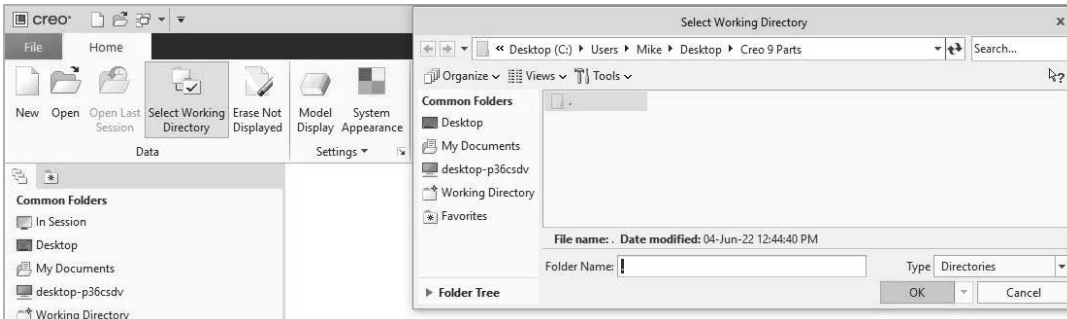 creo®
File Home
New Open Open Last Session Select Working Directory Erase Not Displayed Model Display System Appearance
Data Settings
Common Folders
In Session
Desktop
My Documents
desktop-p36csdv
Working Directory
Select Working Directory x
« Desktop (C:) Users Mike Desktop Creo 9 Parts Search...
Organize Views Tools
Common Folders .
Desktop
My Documents
desktop-p36csdv
Working Directory
Favorites
File name: . Date modified: 04-Jun-22 12:44:40 PM
Folder Name: . Type Directories
Folder Tree OK Cancel